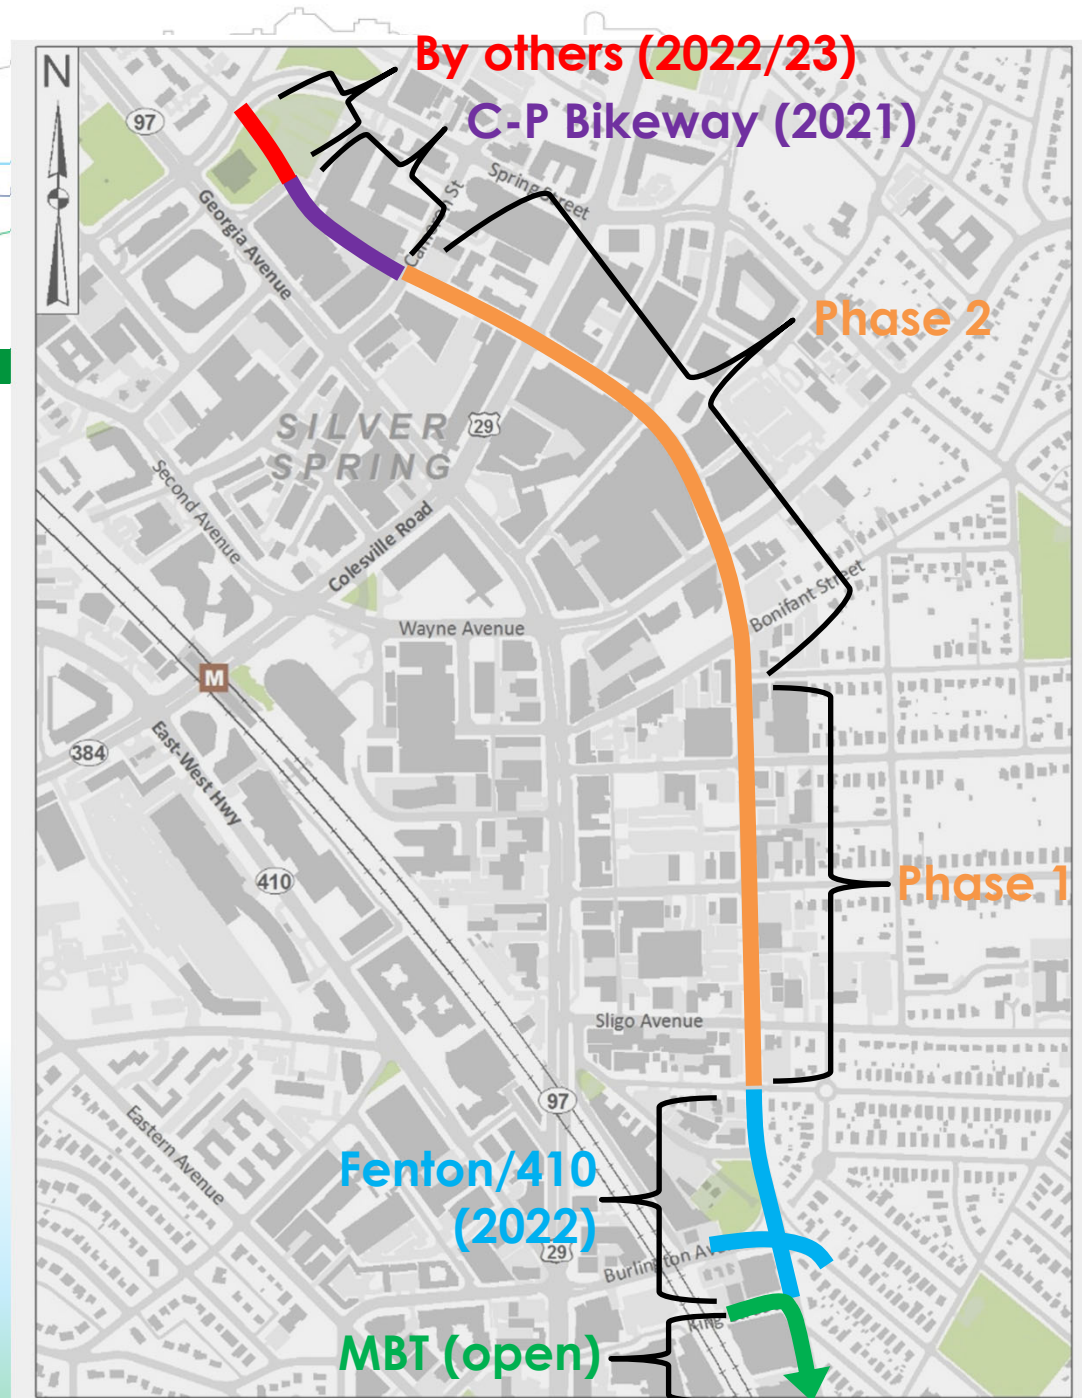 By others (2022/23)
N
97
C-P Bikeway (2021)
Spring Street
Cameron St
Georgia Avenue
Phase 2
SILVER
SPRING
29
Second Avenue
Colesville Road
Bonifant Street
Wayne Avenue
M
384
East-West Hwy
410
Phase 1
Sligo Avenue
97
Eastern Avenue
Fenton/410
(2022)
29
Burlington Ave
MBT (open)